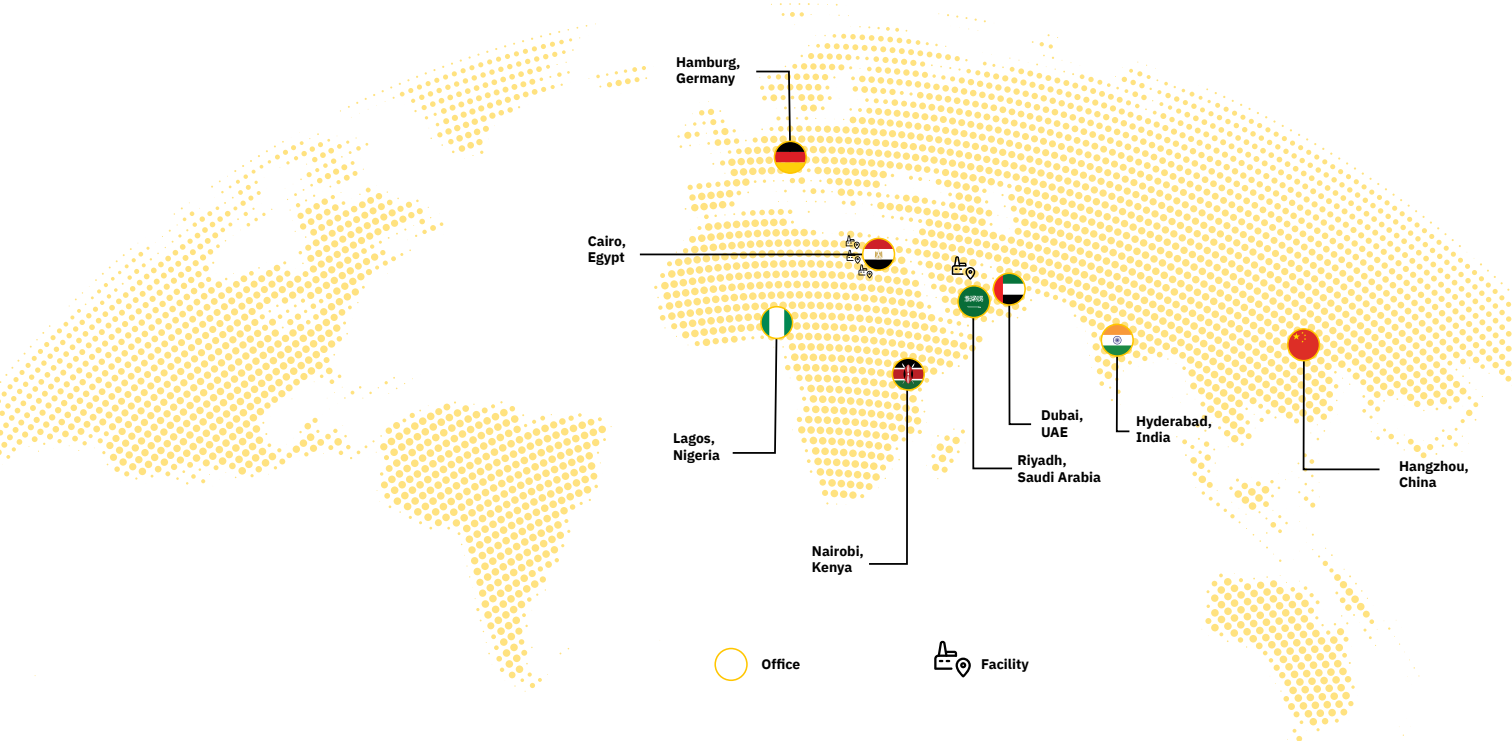 Hamburg,
Germany
Cairo,
Egypt
Lagos,
Nigeria
Dubai,
UAE
Hyderabad,
India
Riyadh,
Saudi Arabia
Hangzhou,
China
Nairobi,
Kenya
Office
Facility